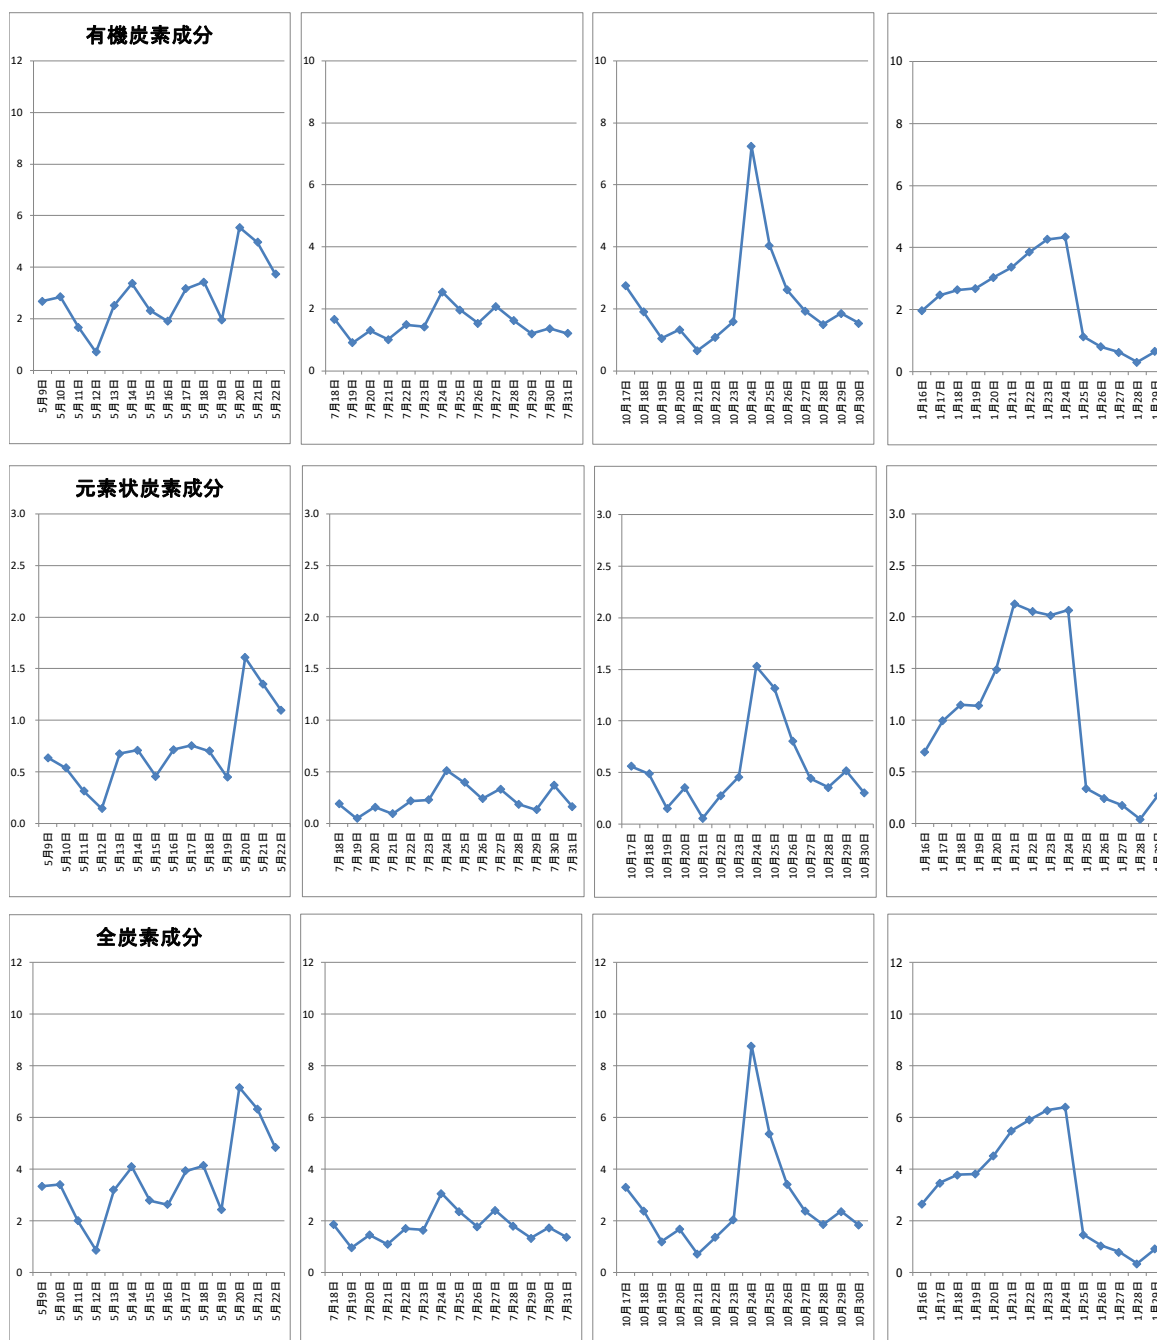 有機炭素成分
12
10
8
6
4
2
0
5月9日
5月10日
5月11日
5月12日
5月13日
5月14日
5月15日
5月16日
5月17日
5月18日
5月19日
5月20日
5月21日
5月22日
10
8
6
4
2
0
7月18日
7月19日
7月20日
7月21日
7月22日
7月23日
7月24日
7月25日
7月26日
7月27日
7月28日
7月29日
7月30日
7月31日
10
8
6
4
2
0
10月17日
10月18日
10月19日
10月20日
10月21日
10月22日
10月23日
10月24日
10月25日
10月26日
10月27日
10月28日
10月29日
10月30日
10
8
6
4
2
0
1月16日
1月17日
1月18日
1月19日
1月20日
1月21日
1月22日
1月23日
1月24日
1月25日
1月26日
1月27日
1月28日
1月29日
元素状炭素成分
3.0
2.5
2.0
1.5
1.0
0.5
0.0
5月9日
5月10日
5月11日
5月12日
5月13日
5月14日
5月15日
5月16日
5月17日
5月18日
5月19日
5月20日
5月21日
5月22日
3.0
2.5
2.0
1.5
1.0
0.5
0.0
7月18日
7月19日
7月20日
7月21日
7月22日
7月23日
7月24日
7月25日
7月26日
7月27日
7月28日
7月29日
7月30日
7月31日
3.0
2.5
2.0
1.5
1.0
0.5
0.0
10月17日
10月18日
10月19日
10月20日
10月21日
10月22日
10月23日
10月24日
10月25日
10月26日
10月27日
10月28日
10月29日
10月30日
3.0
2.5
2.0
1.5
1.0
0.5
0.0
1月16日
1月17日
1月18日
1月19日
1月20日
1月21日
1月22日
1月23日
1月24日
1月25日
1月26日
1月27日
1月28日
1月29日
全炭素成分
12
10
8
6
4
2
0
5月9日
5月10日
5月11日
5月12日
5月13日
5月14日
5月15日
5月16日
5月17日
5月18日
5月19日
5月20日
5月21日
5月22日
12
10
8
6
4
2
0
7月18日
7月19日
7月20日
7月21日
7月22日
7月23日
7月24日
7月25日
7月26日
7月27日
7月28日
7月29日
7月30日
7月31日
12
10
8
6
4
2
0
10月17日
10月18日
10月19日
10月20日
10月21日
10月22日
10月23日
10月24日
10月25日
10月26日
10月27日
10月28日
10月29日
10月30日
12
10
8
6
4
2
0
1月16日
1月17日
1月18日
1月19日
1月20日
1月21日
1月22日
1月23日
1月24日
1月25日
1月26日
1月27日
1月28日
1月29日